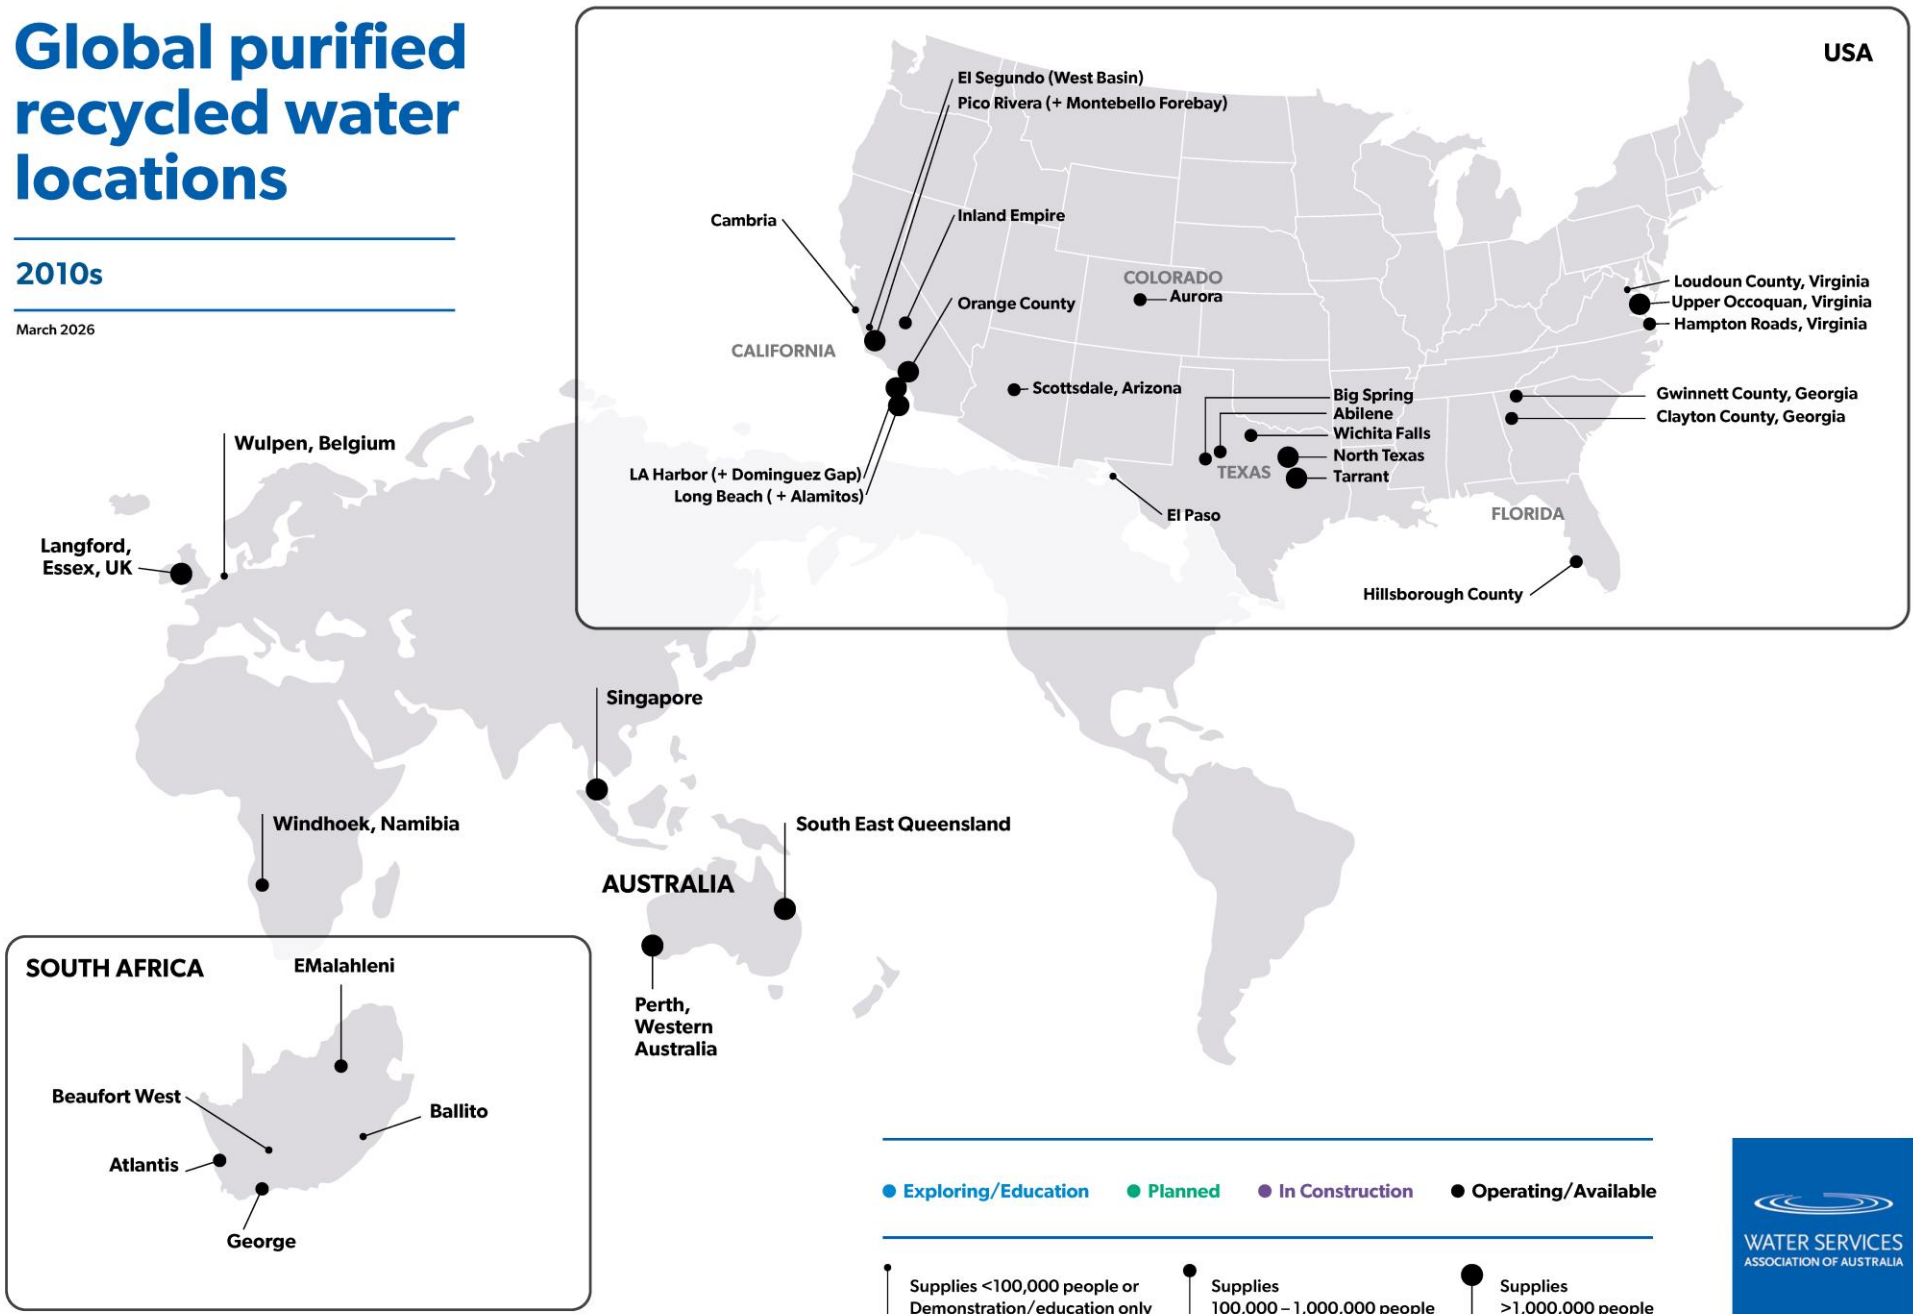 Global purified
recycled water
locations
2010s
March 2026
USA
El Segundo (West Basin)
Pico Rivera (+ Montebello Forebay)
Cambria
Inland Empire
Orange County
CALIFORNIA
COLORADO
Aurora
Scottsdale, Arizona
LA Harbor (+ Dominguez Gap)
Long Beach ( + Alamitos)
Big Spring
Abilene
Wichita Falls
North Texas
Tarrant
TEXAS
El Paso
Loudoun County, Virginia
Upper Occoquan, Virginia
Hampton Roads, Virginia
Gwinnett County, Georgia
Clayton County, Georgia
FLORIDA
Hillsborough County
Wulpen, Belgium
Langford,
Essex, UK
Singapore
Windhoek, Namibia
South East Queensland
AUSTRALIA
Perth,
Western
Australia
SOUTH AFRICA
EMalahleni
Beaufort West
Ballito
Atlantis
George
Exploring/Education
Planned
In Construction
Operating/Available
Supplies <100,000 people or
Demonstration/education only
Supplies
100,000 – 1,000,000 people
Supplies
>1,000,000 people
WATER SERVICES
ASSOCIATION OF AUSTRALIA